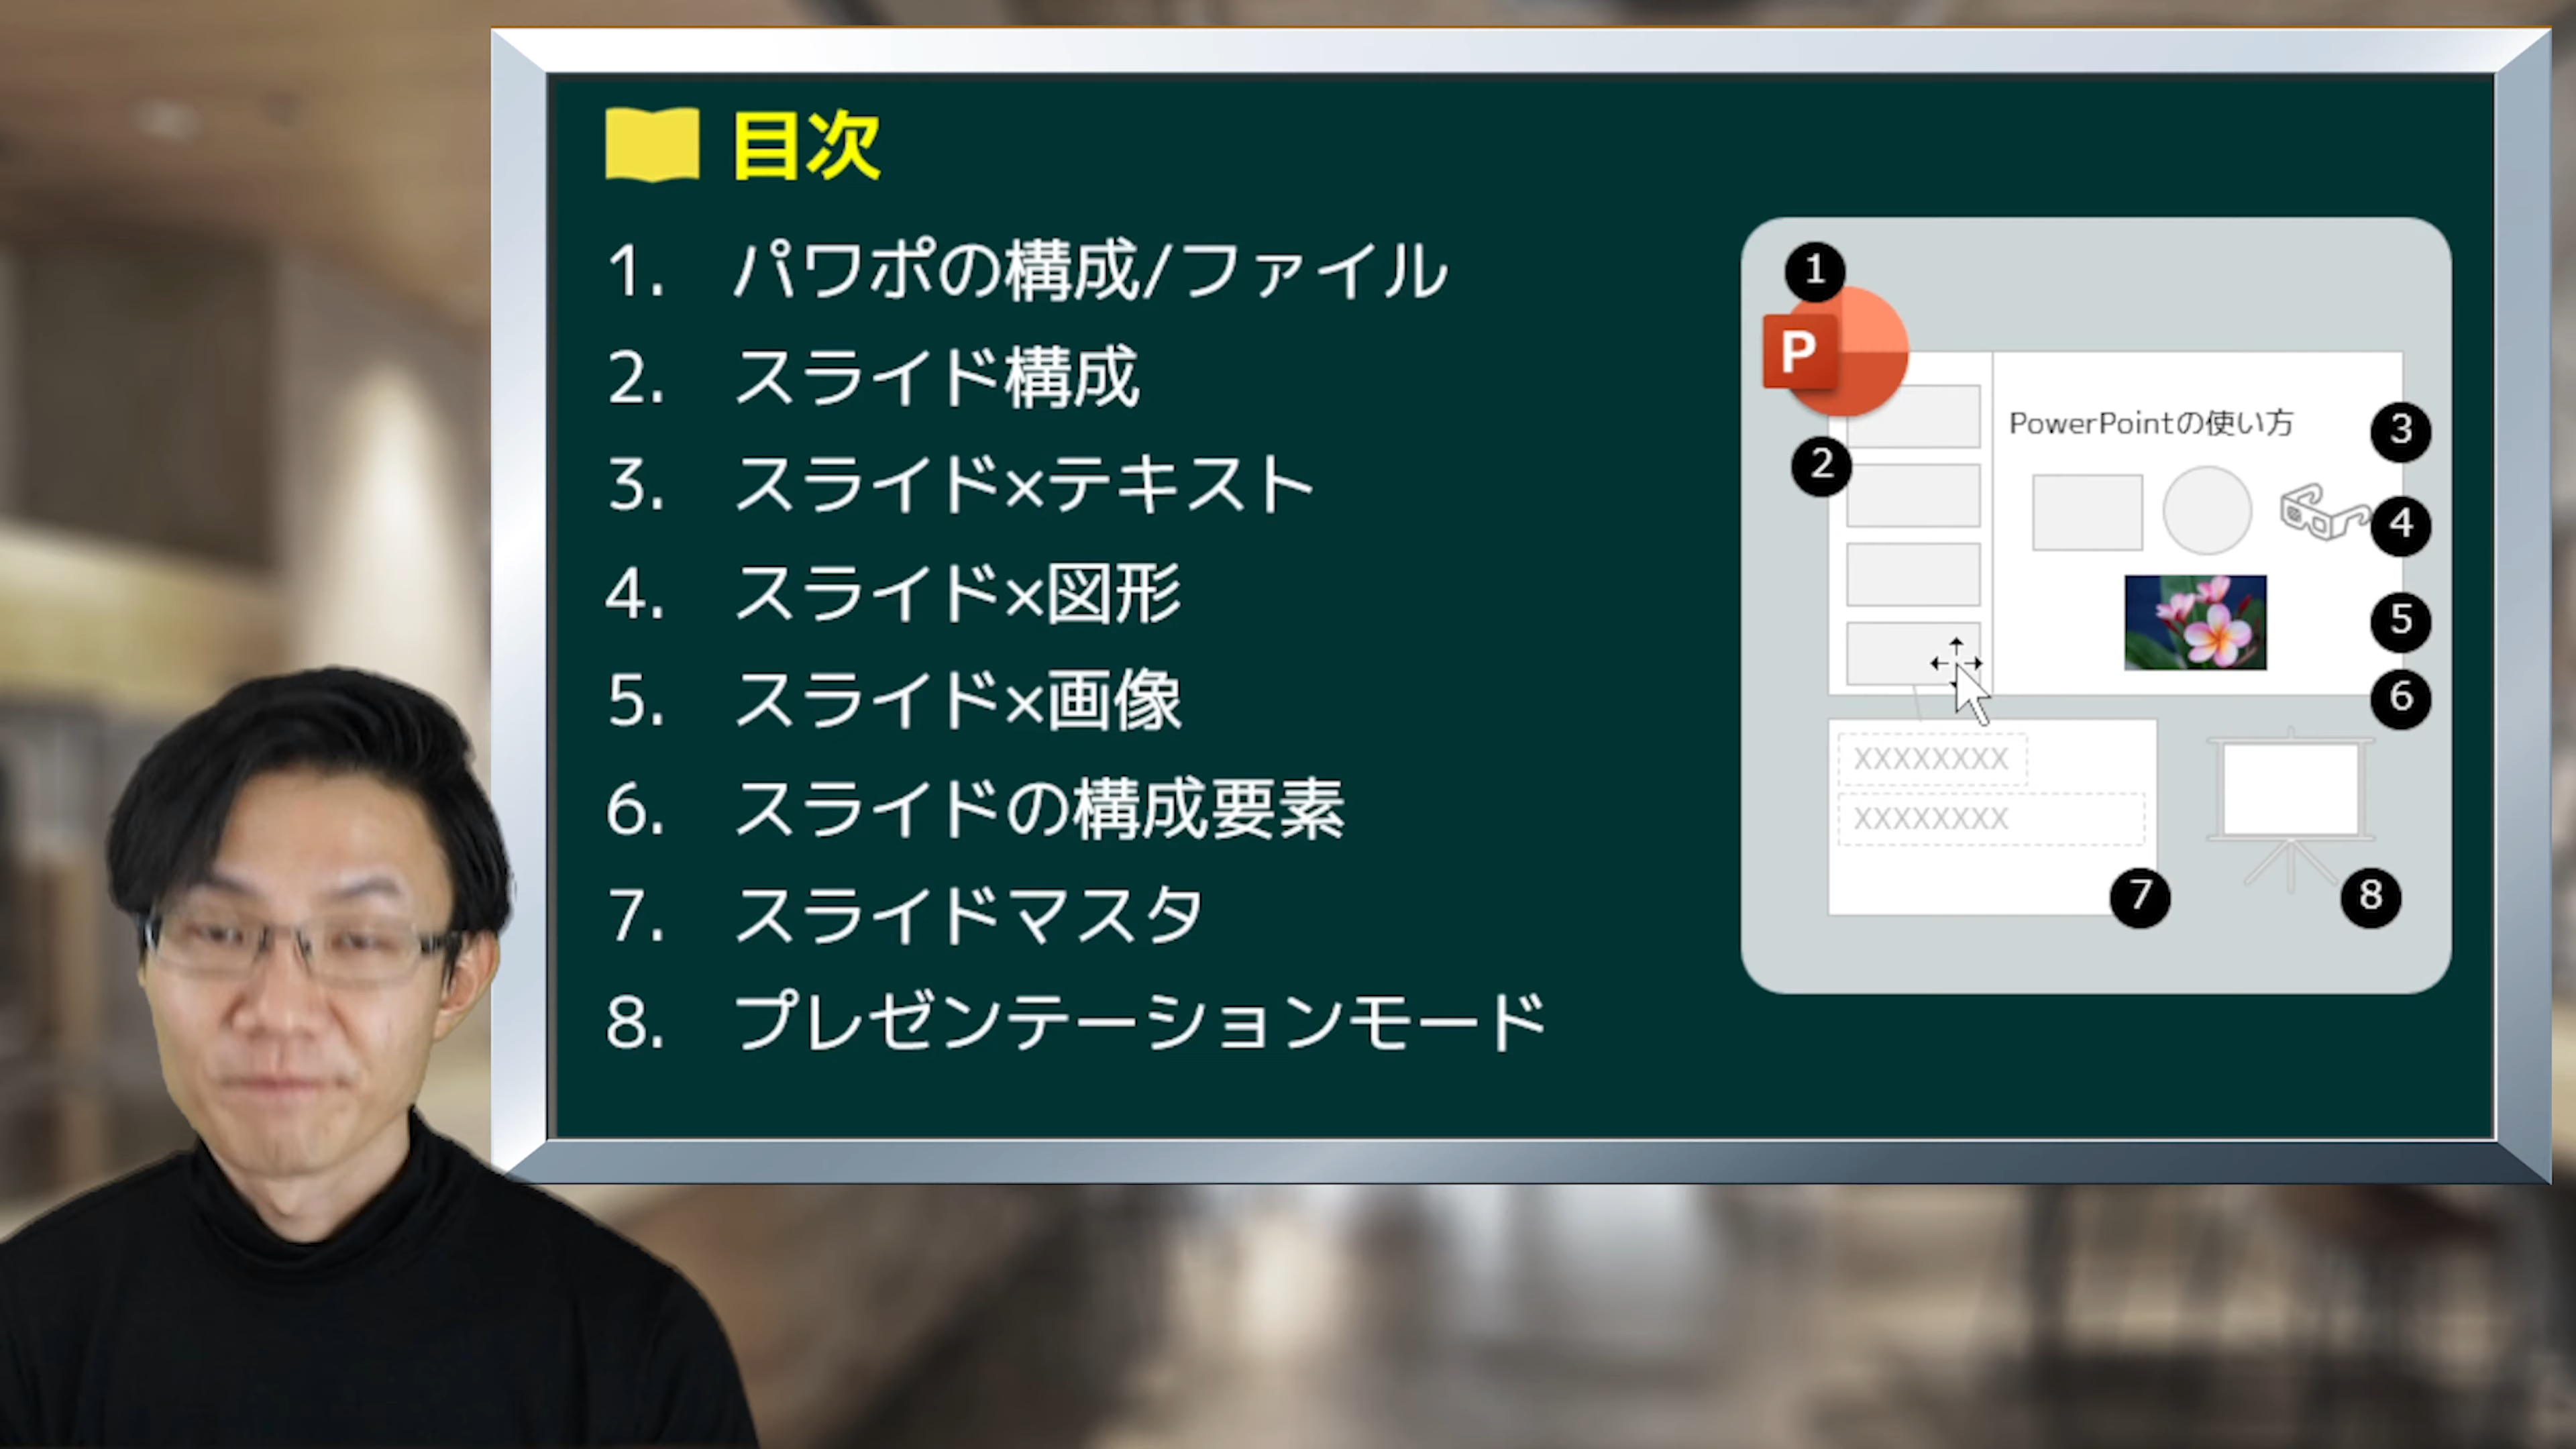 目次
1. パワポの構成/ファイル
2. スライド構成
3. スライド×テキスト
4. スライド×図形
5. スライド×画像
6. スライドの構成要素
7. スライドマスタ
8. プレゼンテーションモード
1
P
2
PowerPointの使い方
3
4
5
6
XXXXXXXX
XXXXXXXX
7
8